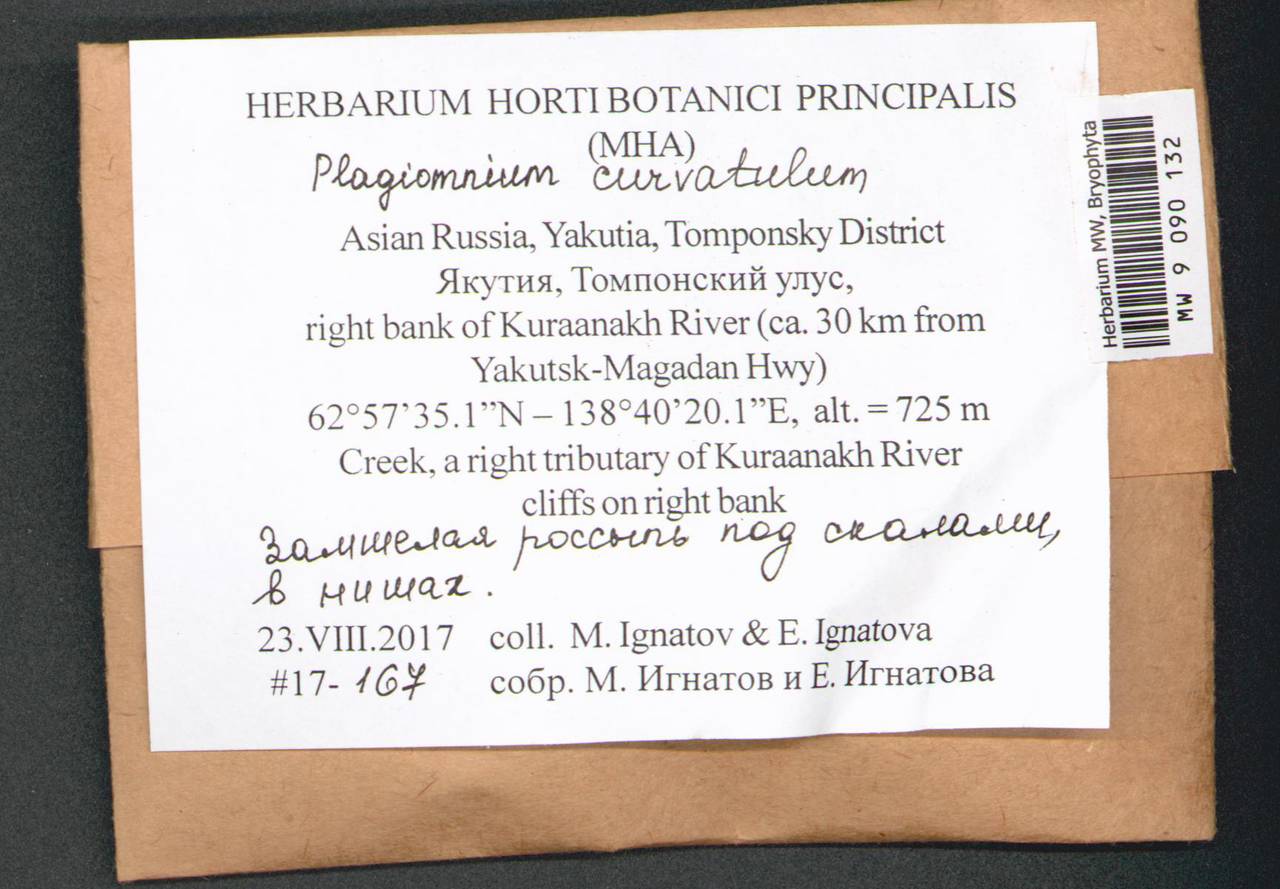 HERBARIUM HORTI BOTANICI PRINCIPALIS
(MHA)
Plagiomnium curvatulum
Asian Russia, Yakutia, Tomponsky District
Якутия, Томпонский улус,
right bank of Kuraanakh River (ca. 30 km from
Yakutsk-Magadan Hwy)
62°57’35.1”N – 138°40’20.1”E, alt. = 725 m
Creek, a right tributary of Kuraanakh River
cliffs on right bank
Замшелая россыпь под скалами,
в нишах.
23.VIII.2017 coll. M. Ignatov & E. Ignatova
#17-167 собр. М. Игнатов и Е. Игнатова
Herbarium MW, Bryophyta
MW 9 090 132